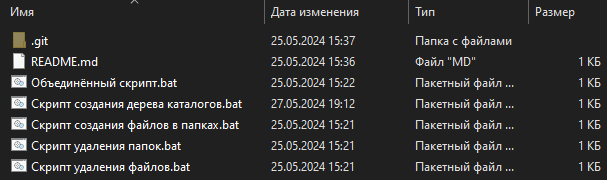 Имя Дата изменения Тип Размер
.git 25.05.2024 15:37 Папка с файлами
README.md 25.05.2024 15:36 Файл "MD" 1 КБ
Объединённый скрипт.bat 25.05.2024 15:22 Пакетный файл ... 1 КБ
Скрипт создания дерева каталогов.bat 27.05.2024 19:12 Пакетный файл ... 1 КБ
Скрипт создания файлов в папках.bat 25.05.2024 15:21 Пакетный файл ... 1 КБ
Скрипт удаления папок.bat 25.05.2024 15:21 Пакетный файл ... 1 КБ
Скрипт удаления файлов.bat 25.05.2024 15:21 Пакетный файл ... 1 КБ